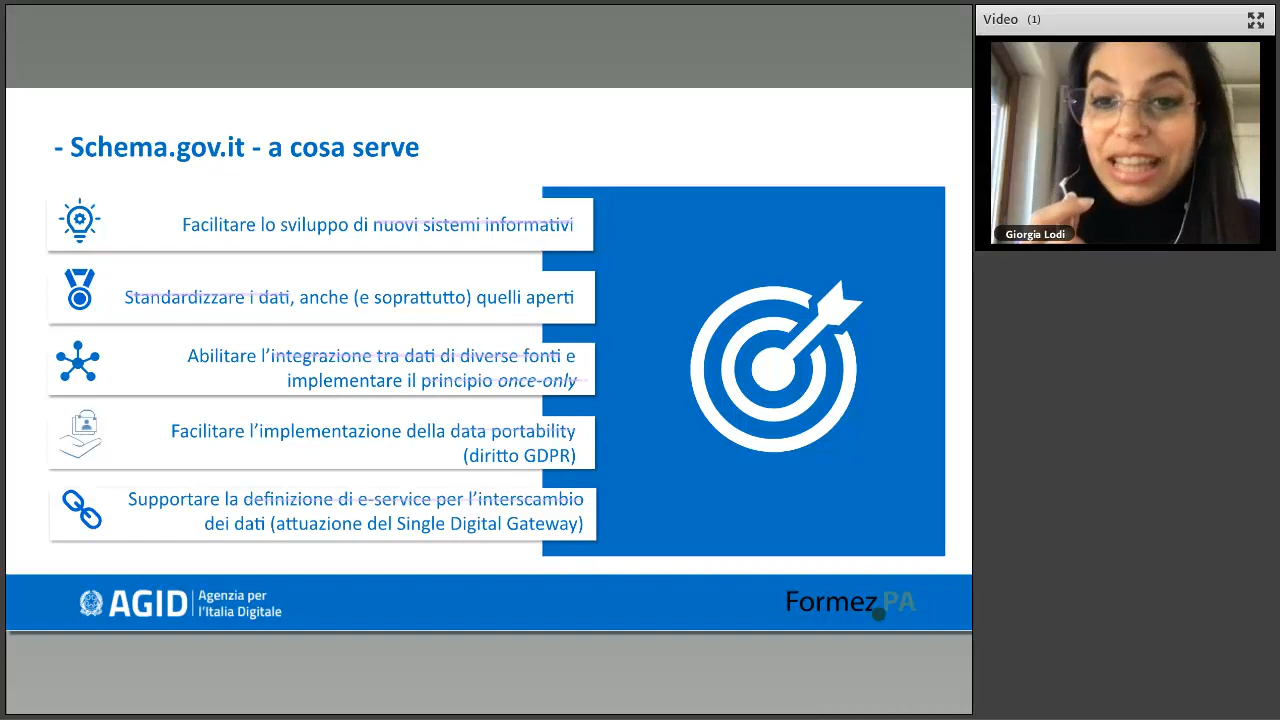 Video (1)
Giorgia Lodi
- Schema.gov.it - a cosa serve
Facilitare lo sviluppo di nuovi sistemi informativi
Standardizzare i dati, anche (e soprattutto) quelli aperti
Abilitare l'integrazione tra dati di diverse fonti e
implementare il principio once-only
Facilitare l'implementazione della data portability
(diritto GDPR)
Supportare la definizione di e-service per l'interscambio
dei dati (attuazione del Single Digital Gateway)
AGID
Agenzia per
l'Italia Digitale
Formez PA